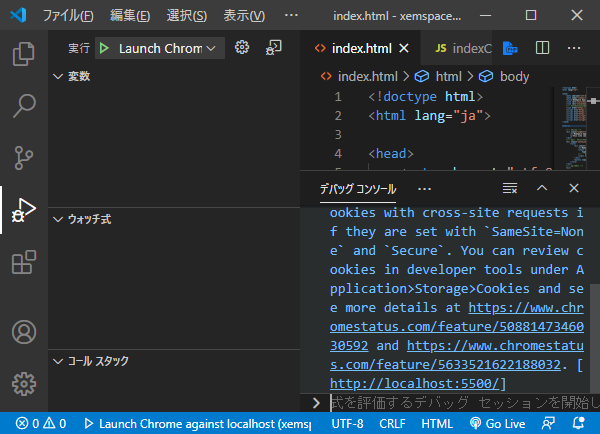 ファイル(F) 編集(E) 選択(S) 表示(V) ··· index.html - xemspace...
実行 Launch Chrom
index.html
JS indexC
···
変数
index.html > html > body
1 <!doctype html>
2 <html lang="ja">
3
4 <head>
5
ウォッチ式
コール スタック
デバッグ コンソール ···
ookies with cross-site requests i
f they are set with `SameSite=Non
e` and `Secure`. You can review c
ookies in developer tools under A
pplication>Storage>Cookies and se
e more details at https://www.chr
omestatus.com/feature/50881473460
30592 and https://www.chromestatu
s.com/feature/5633521622188032. [
http://localhost:5500/]
式を評価するデバッグ セッションを開始し
0 0 Launch Chrome against localhost (xemsp UTF-8 CRLF HTML Go Live